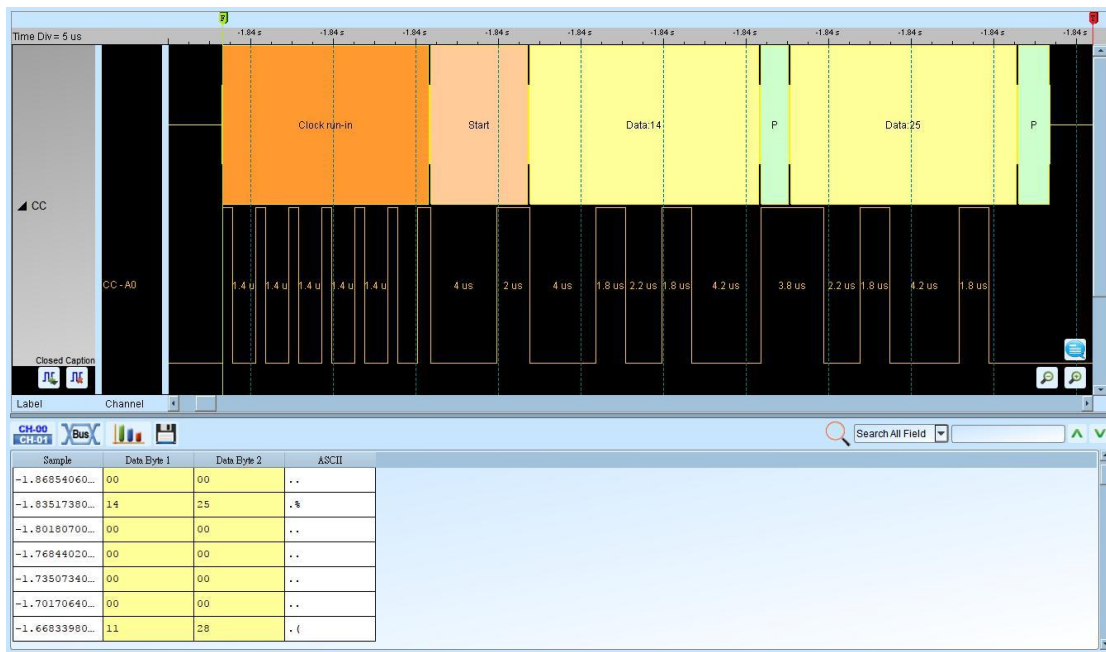 F T
Time Div = 5 us -1.84 s -1.84 s -1.84 s -1.84 s -1.84 s -1.84 s -1.84 s -1.84 s -1.84 s -1.84 s -1.84 s
Clock run-in Start Data:14 P Data:25 P
CC
CC - A0 1.4 u 1.4 u 1.4 u 1.4 u 1.4 u 4 us 2 us 4 us 1.8 us 2.2 us 1.8 us 4.2 us 3.8 us 2.2 us 1.8 us 4.2 us 1.8 us
Closed Caption
Label Channel
CH-00
CH-01
Bus
Search All Field
Sample Data Byte 1 Data Byte 2 ASCII
-1.86854060... 00 00 ..
-1.83517380... 14 25 .%
-1.80180700... 00 00 ..
-1.76844020... 00 00 ..
-1.73507340... 00 00 ..
-1.70170640... 00 00 ..
-1.66833980... 11 28 .(